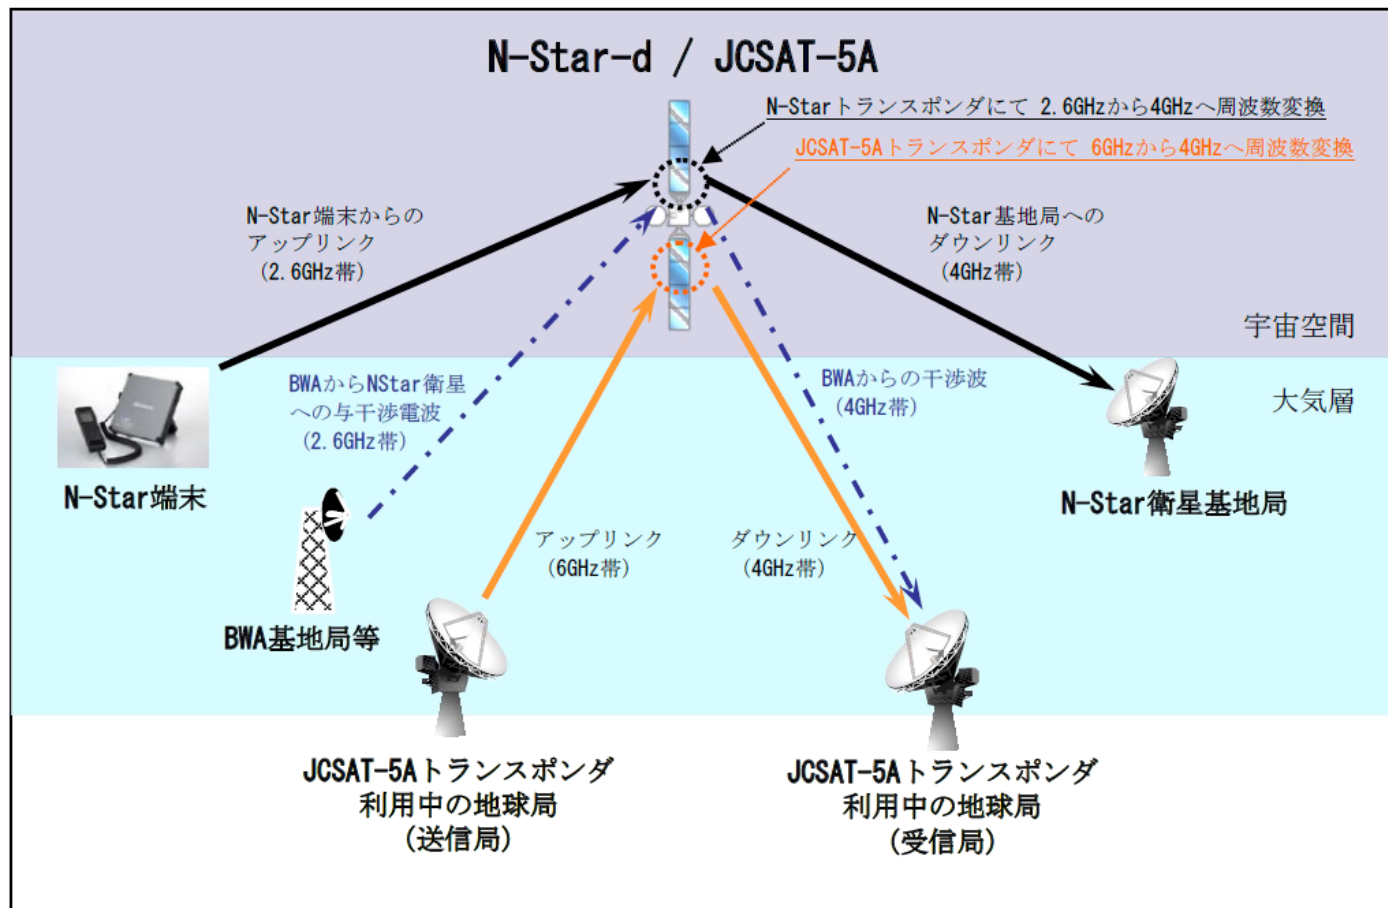 N-Star-d / JCSAT-5A
N-Starトランスポンダにて 2.6GHzから4GHzへ周波数変換
JCSAT-5Aトランスポンダにて 6GHzから4GHzへ周波数変換
N-Star端末からの
アップリンク
(2.6GHz帯)
N-Star基地局への
ダウンリンク
(4GHz帯)
宇宙空間
大気層
BWAからNStar衛星
への与干渉電波
(2.6GHz帯)
BWAからの干渉波
(4GHz帯)
N-Star端末
N-Star衛星基地局
アップリンク
(6GHz帯)
ダウンリンク
(4GHz帯)
BWA基地局等
JCSAT-5Aトランスポンダ
利用中の地球局
(送信局)
JCSAT-5Aトランスポンダ
利用中の地球局
(受信局)